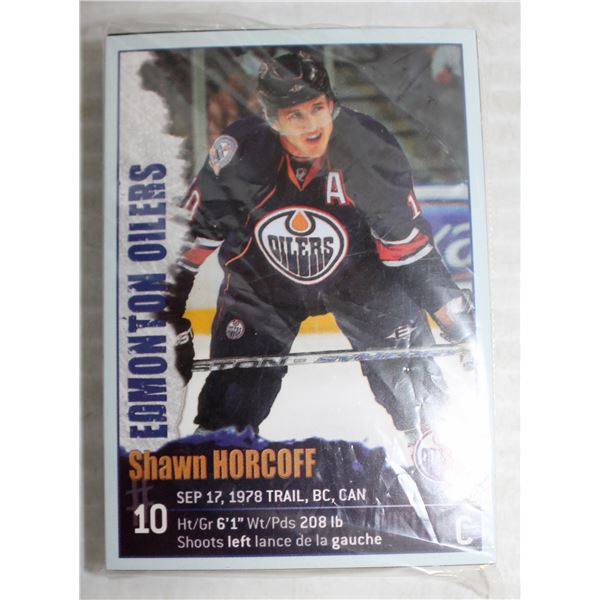 A
10
OILERS
EDMONTON OILERS
Shawn HORCOFF
#
10
SEP 17, 1978 TRAIL, BC, CAN
Ht/Gr 6'1" Wt/Pds 208 lb
Shoots left lance de la gauche
C